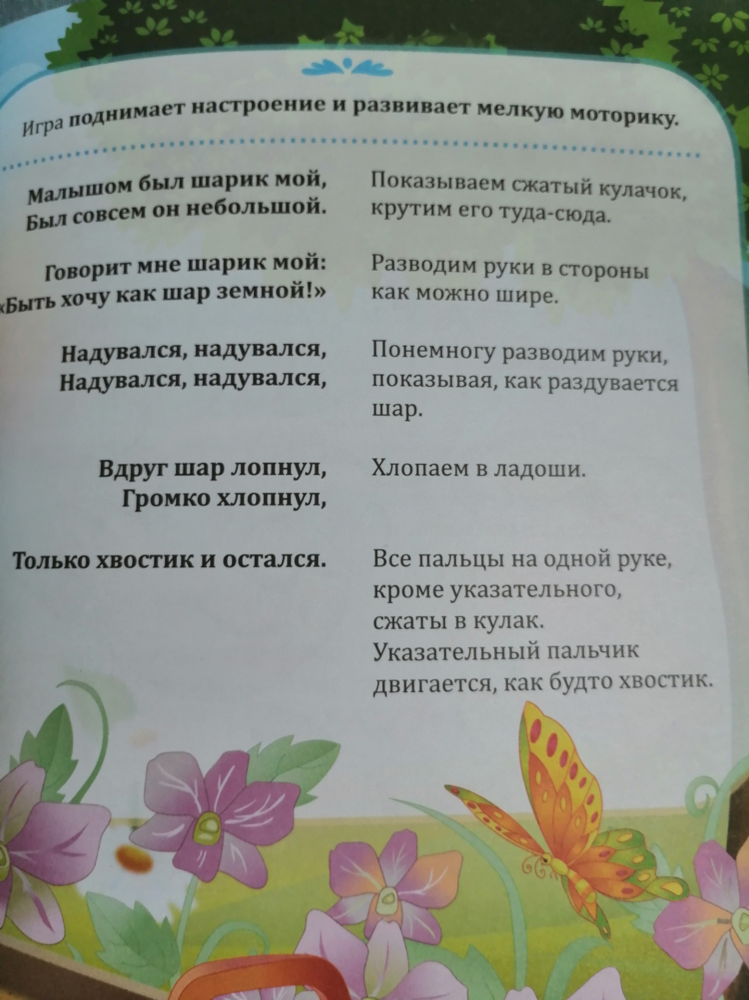 Игра поднимает настроение и развивает мелкую моторику.
Малышом был шарик мой,
Был совсем он небольшой.
Показываем сжатый кулачок,
крутим его туда-сюда.
Говорит мне шарик мой:
«Быть хочу как шар земной!»
Разводим руки в стороны
как можно шире.
Надувался, надувался,
Надувался, надувался,
Понемногу разводим руки,
показывая, как раздувается
шар.
Вдруг шар лопнул,
Громко хлопнул,
Хлопаем в ладоши.
Только хвостик и остался.
Все пальцы на одной руке,
кроме указательного,
сжаты в кулак.
Указательный пальчик
двигается, как будто хвостик.